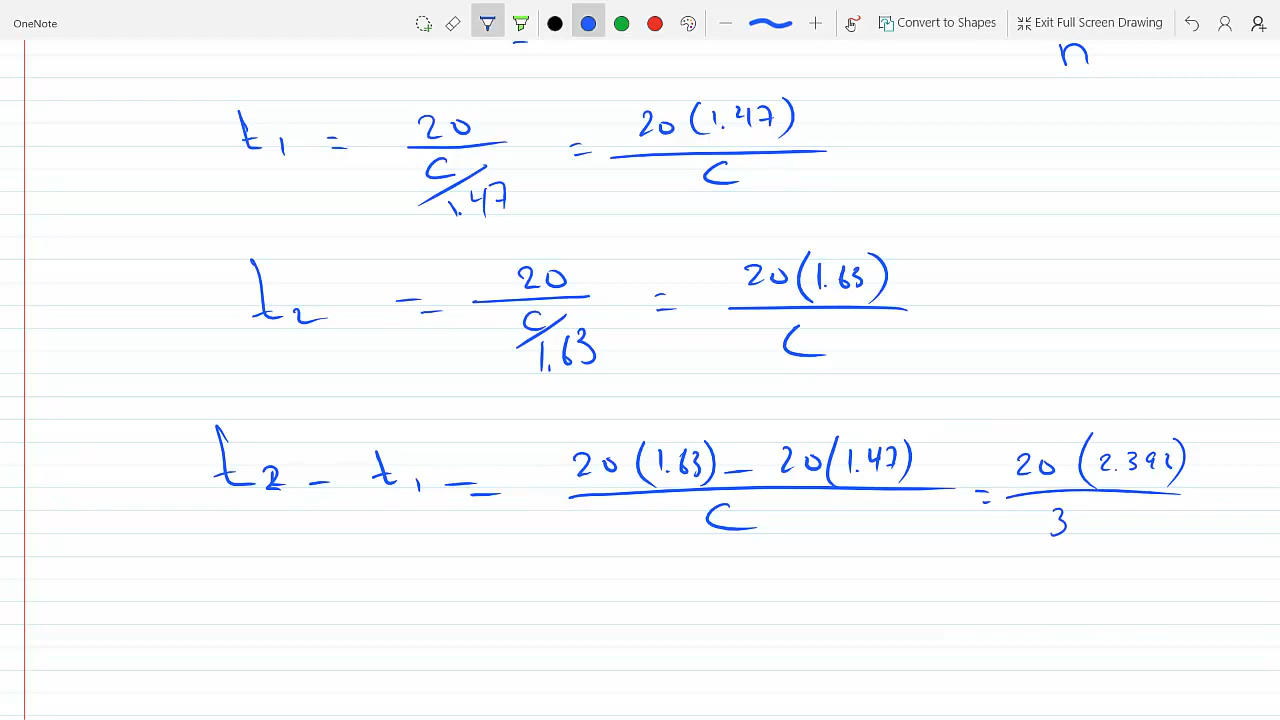 OneNote
Convert to Shapes
Exit Full Screen Drawing
n
t₁ = 20 / (C/1.47) = 20(1.47) / C
t₂ = 20 / (C/1.63) = 20(1.63) / C
t₂ - t₁ = (20(1.63) - 20(1.47)) / C = 20(2.392) / 3